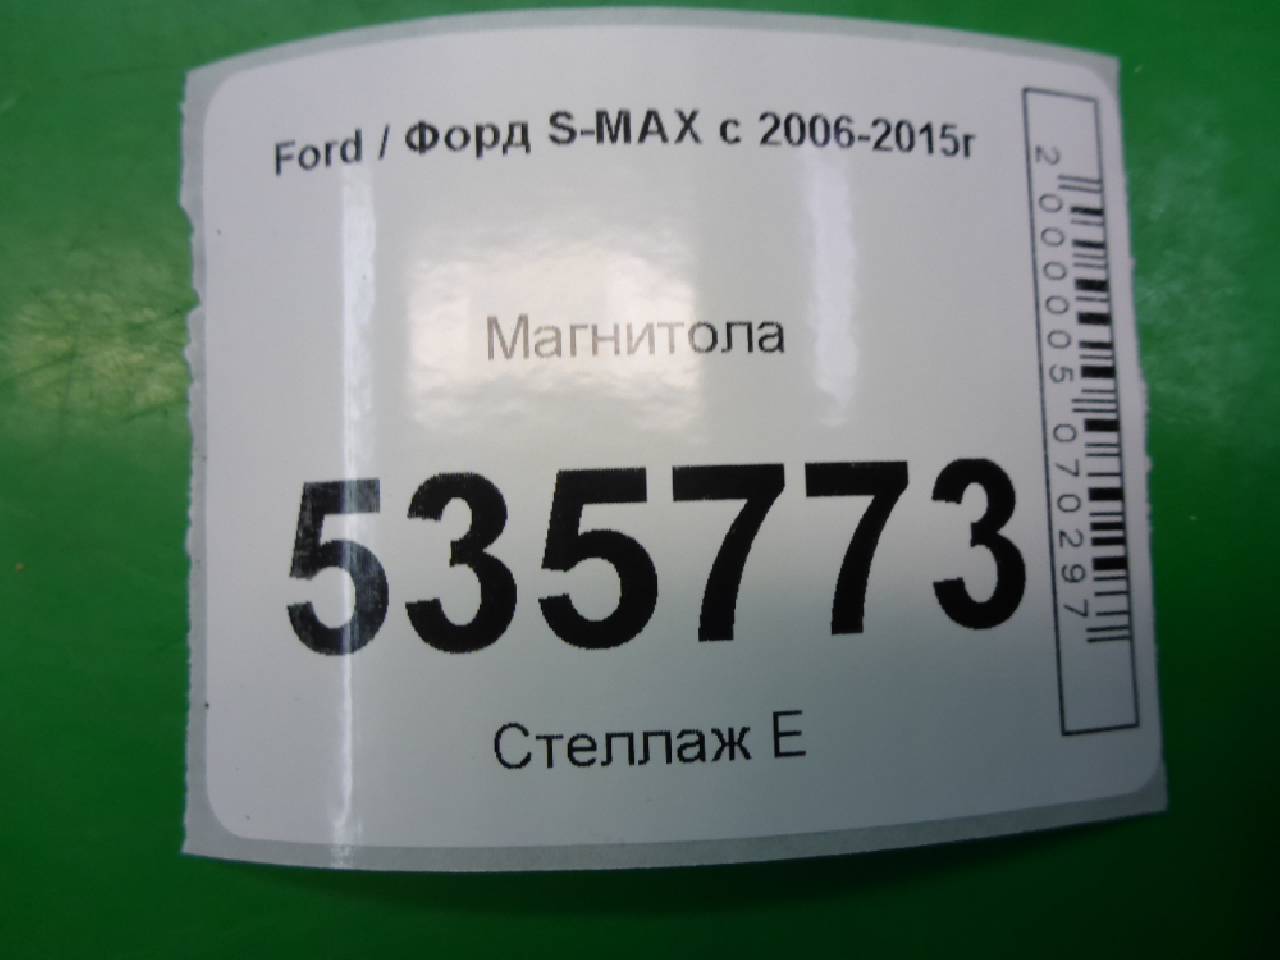 Ford / Форд S-MAX с 2006-2015г
Магнитола
535773
Стеллаж Е
2000005070297